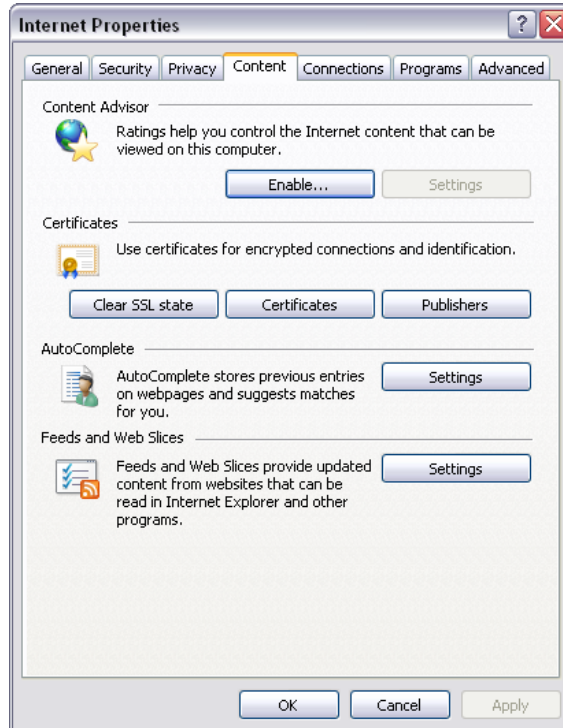 Internet Properties
General Security Privacy Content Connections Programs Advanced
Content Advisor
Ratings help you control the Internet content that can be
viewed on this computer.
Enable... Settings
Certificates
Use certificates for encrypted connections and identification.
Clear SSL state Certificates Publishers
AutoComplete
AutoComplete stores previous entries
on webpages and suggests matches
for you.
Settings
Feeds and Web Slices
Feeds and Web Slices provide updated
content from websites that can be
read in Internet Explorer and other
programs.
Settings
OK Cancel Apply